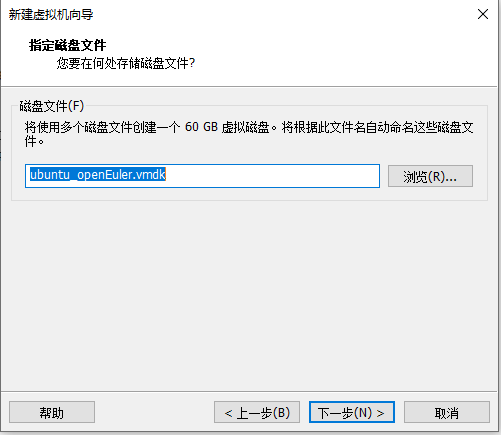 新建虚拟机向导
指定磁盘文件
您要在何处存储磁盘文件?
磁盘文件(F)
将使用多个磁盘文件创建一个 60 GB 虚拟磁盘。将根据此文件名自动命名这些磁盘文
件。
ubuntu_openEuler.vmdk
浏览(R)...
帮助
< 上一步(B)
下一步(N) >
取消